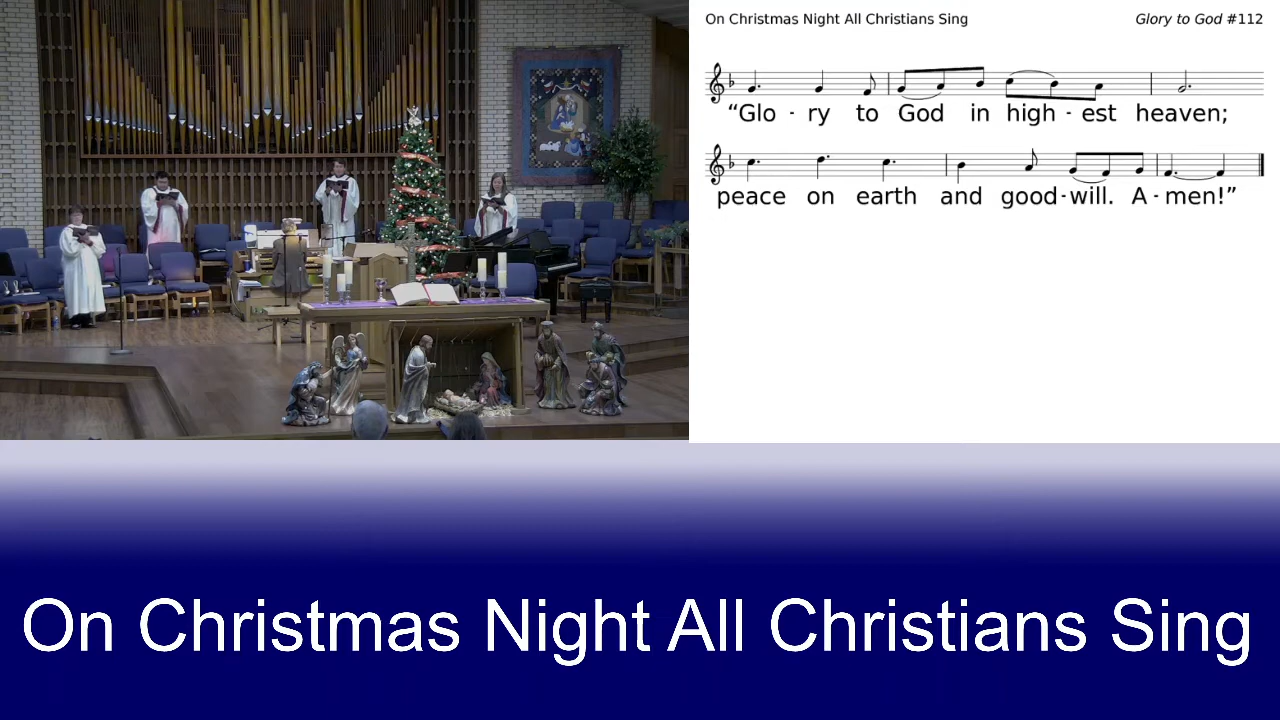 On Christmas Night All Christians Sing
Glory to God #112
“Glo - ry to God in high - est heaven;
peace on earth and good-will. A - men!”
On Christmas Night All Christians Sing